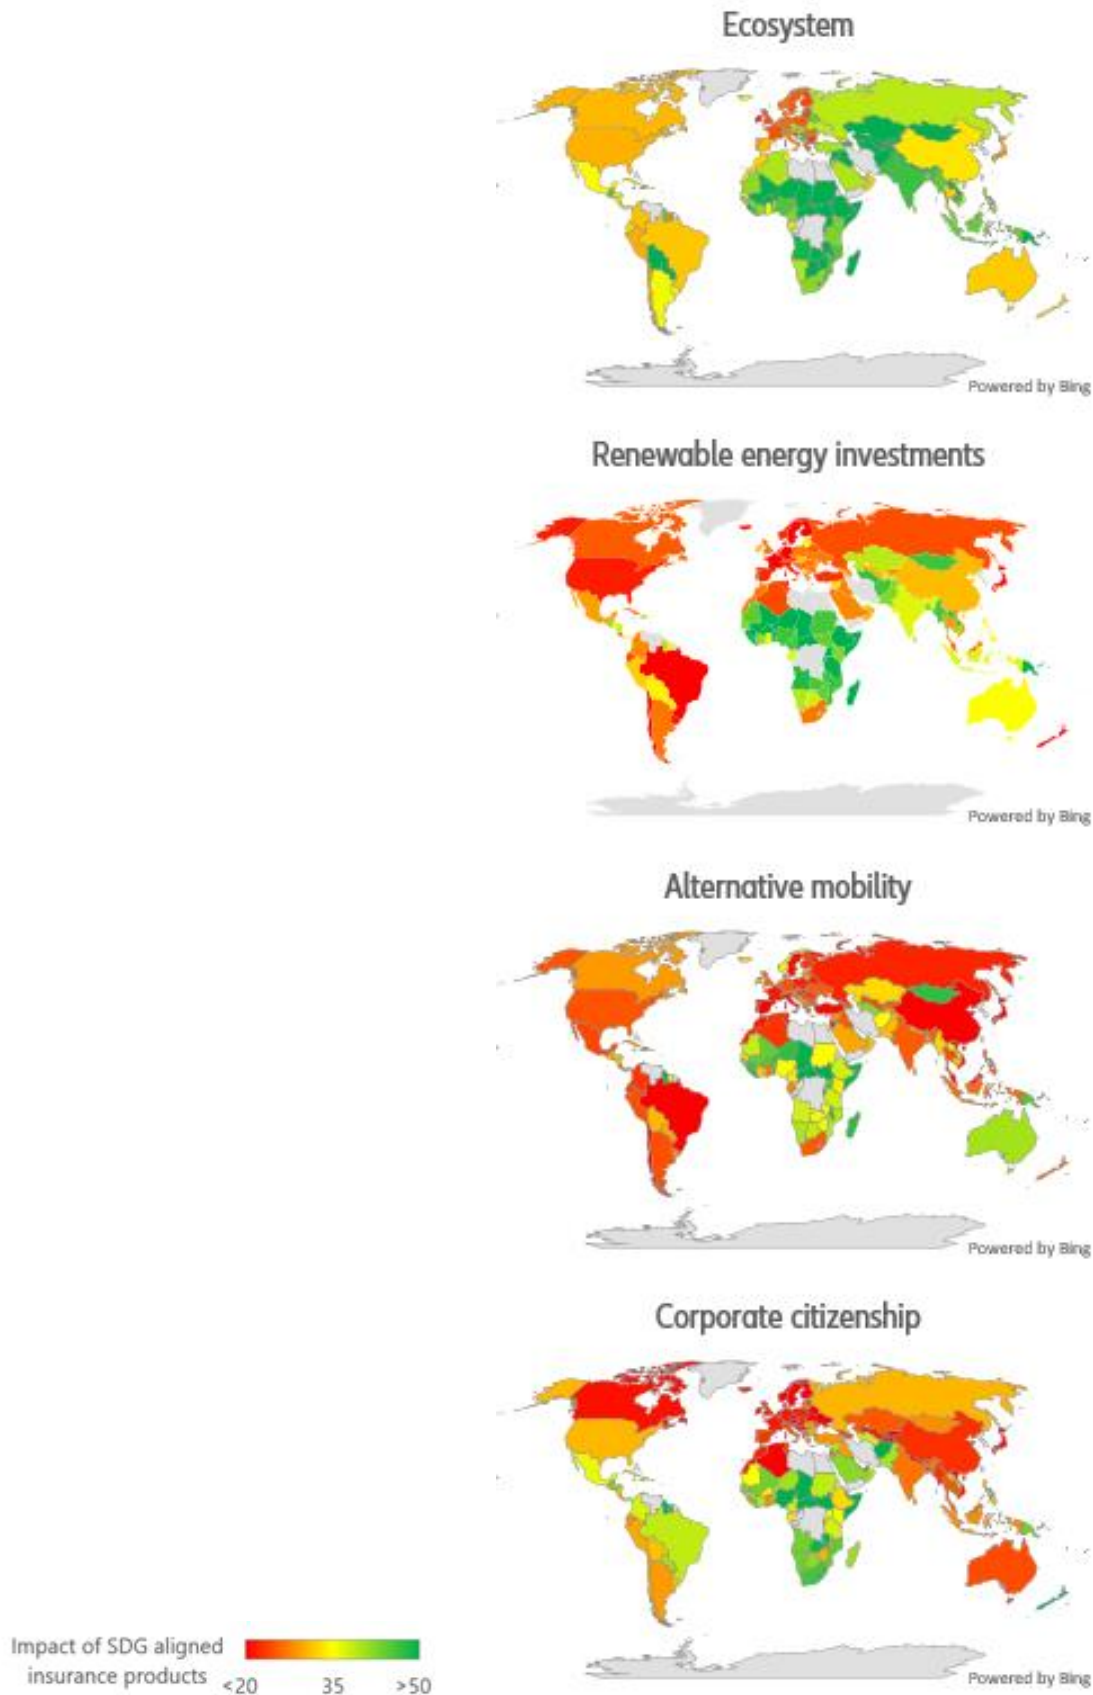 Ecosystem
Powered by Bing
Renewable energy investments
Powered by Bing
Alternative mobility
Powered by Bing
Corporate citizenship
Impact of SDG aligned
insurance products
<20 35 >50
Powered by Bing